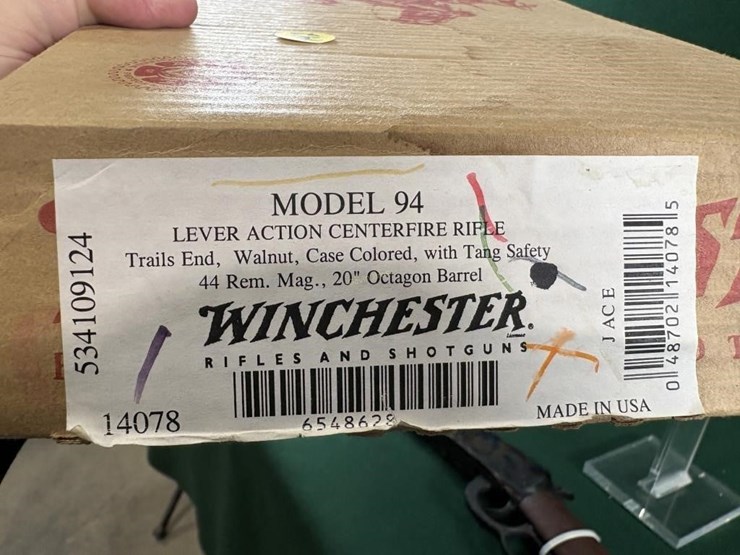 MODEL 94
LEVER ACTION CENTERFIRE RIFLE
Trails End, Walnut, Case Colored, with Tang Safety
44 Rem. Mag., 20" Octagon Barrel
WINCHESTER.
RIFLES AND SHOTGUNS
6548628
14078
MADE IN USA
534109124
J AC E
0 48702 14078 5